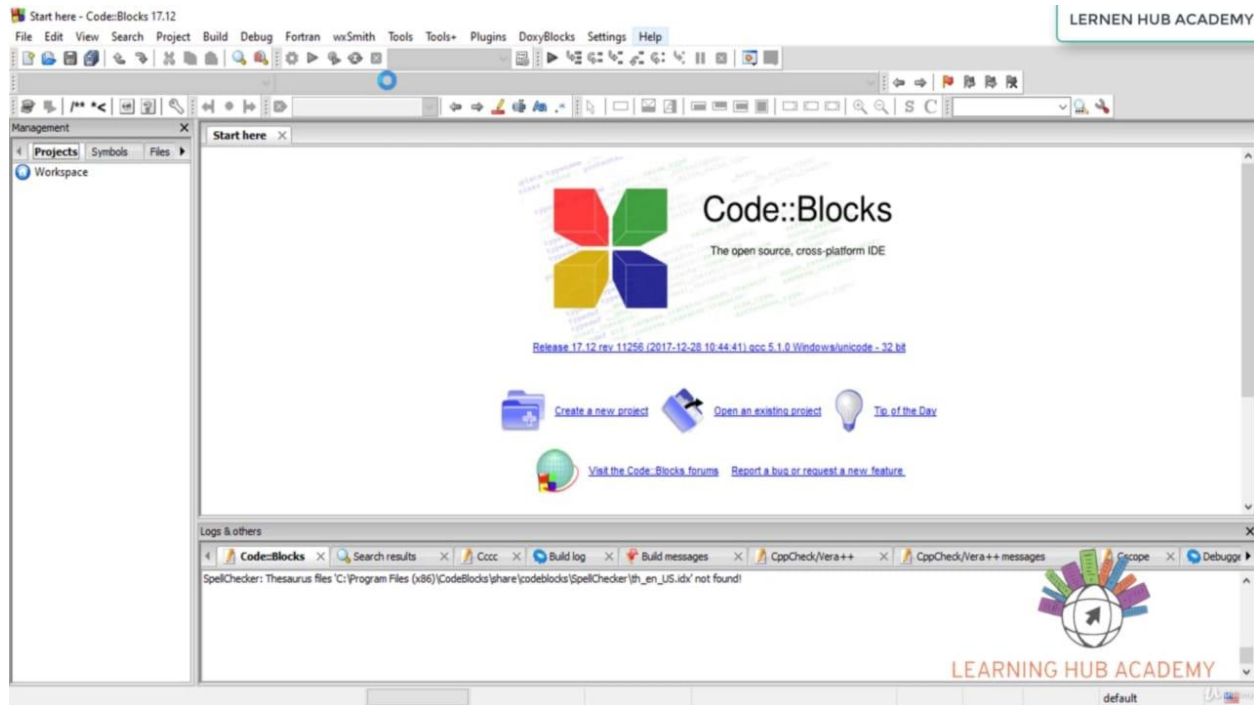 Start here - Code::Blocks 17.12
LERNEN HUB ACADEMY
File Edit View Search Project Build Debug Fortran wxSmith Tools Tools+ Plugins DoxyBlocks Settings Help
/** *<
S C
Management
Projects Symbols Files
Workspace
Start here
Code::Blocks
The open source, cross-platform IDE
Release 17.12 rev 11256 (2017-12-28 10:44:41) gcc 5.1.0 Windows/unicode - 32 bit
Create a new project Open an existing project Tip of the Day
Visit the Code::Blocks forums Report a bug or request a new feature
Logs & others
Code::Blocks Search results Cccc Build log Build messages CppCheck/Vera++ CppCheck/Vera++ messages Cscope Debugge
SpellChecker: Thesaurus files 'C:\Program Files (x86)\CodeBlocks\share\codeblocks\SpellChecker\th_en_US.idx' not found!
LEARNING HUB ACADEMY
default